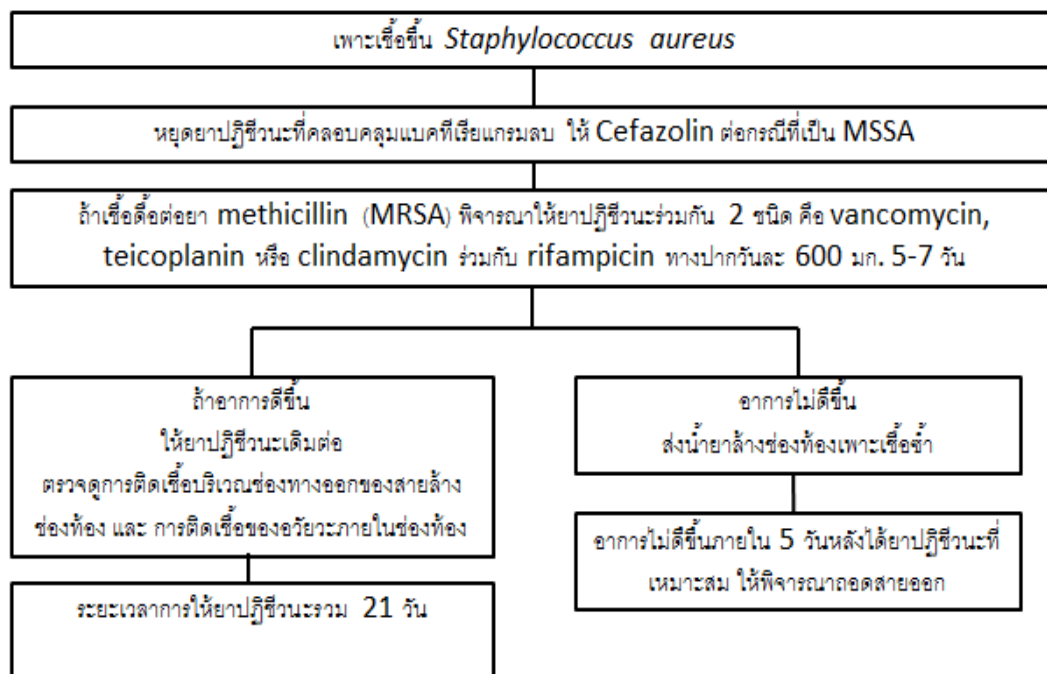 เพาะเชื้อขึ้น Staphylococcus aureus
หยุดยาปฏิชีวนะที่คลอบคลุมแบคทีเรียแกรมลบ ให้ Cefazolin ต่อกรณีที่เป็น MSSA
ถ้าเชื้อดื้อต่อยา methicillin (MRSA) พิจารณาให้ยาปฏิชีวนะร่วมกัน 2 ชนิด คือ vancomycin,
teicoplanin หรือ clindamycin ร่วมกับ rifampicin ทางปากวันละ 600 มก. 5-7 วัน
ถ้าอาการดีขึ้น
ให้ยาปฏิชีวนะเดิมต่อ
ตรวจดูการติดเชื้อบริเวณช่องทางออกของสายล้าง
ช่องท้อง และ การติดเชื้อของอวัยวะภายในช่องท้อง
ระยะเวลาการให้ยาปฏิชีวนะรวม 21 วัน
อาการไม่ดีขึ้น
ส่งน้ำยาล้างช่องท้องเพาะเชื้อซ้ำ
อาการไม่ดีขึ้นภายใน 5 วันหลังได้ยาปฏิชีวนะที่
เหมาะสม ให้พิจารณาถอดสายออก